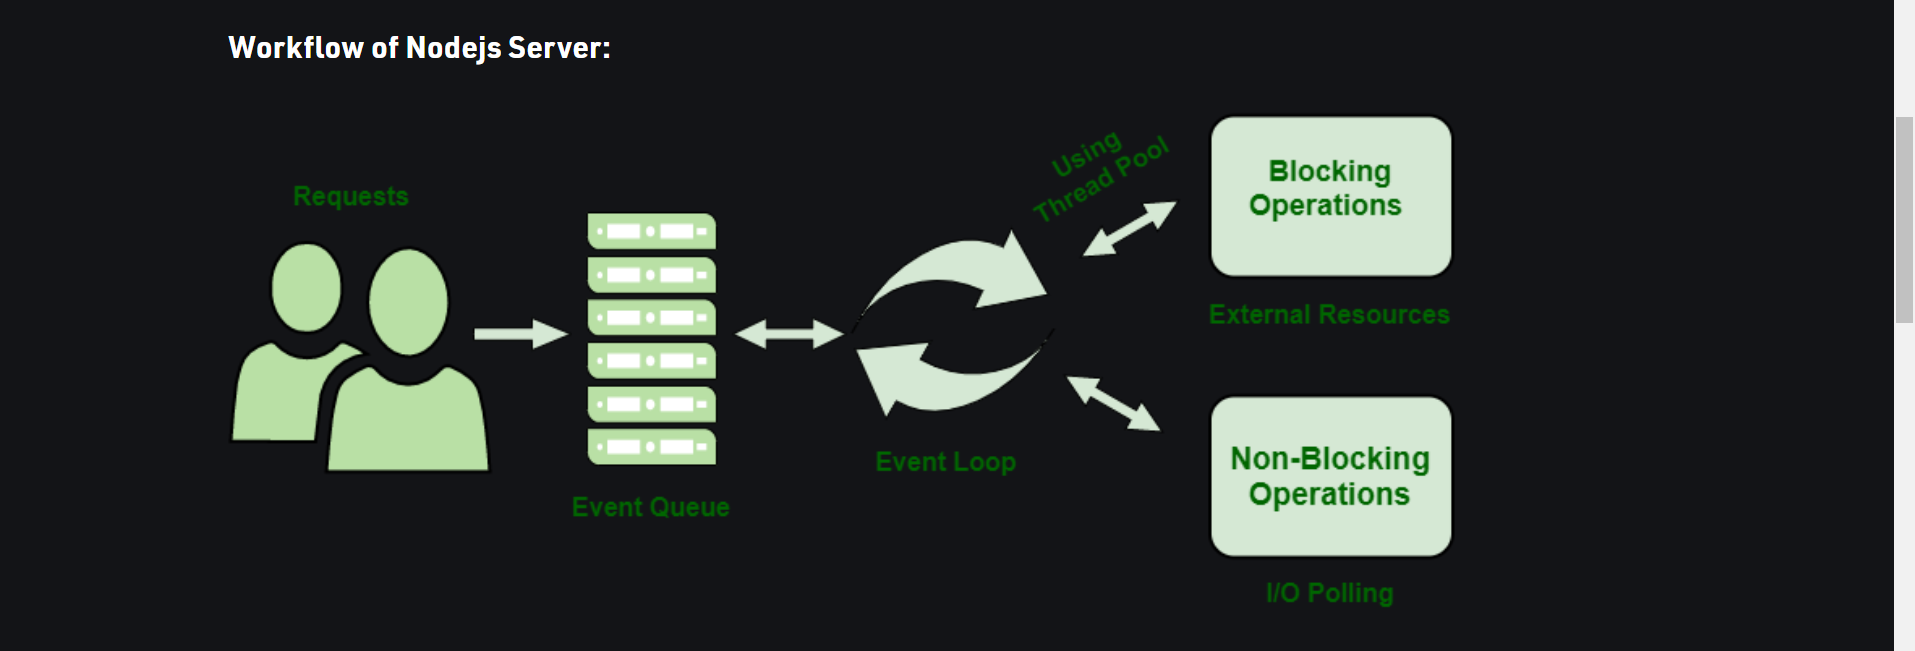 Workflow of Nodejs Server:
Requests
Event Queue
Event Loop
Using
Thread Pool
Blocking
Operations
External Resources
Non-Blocking
Operations
I/O Polling